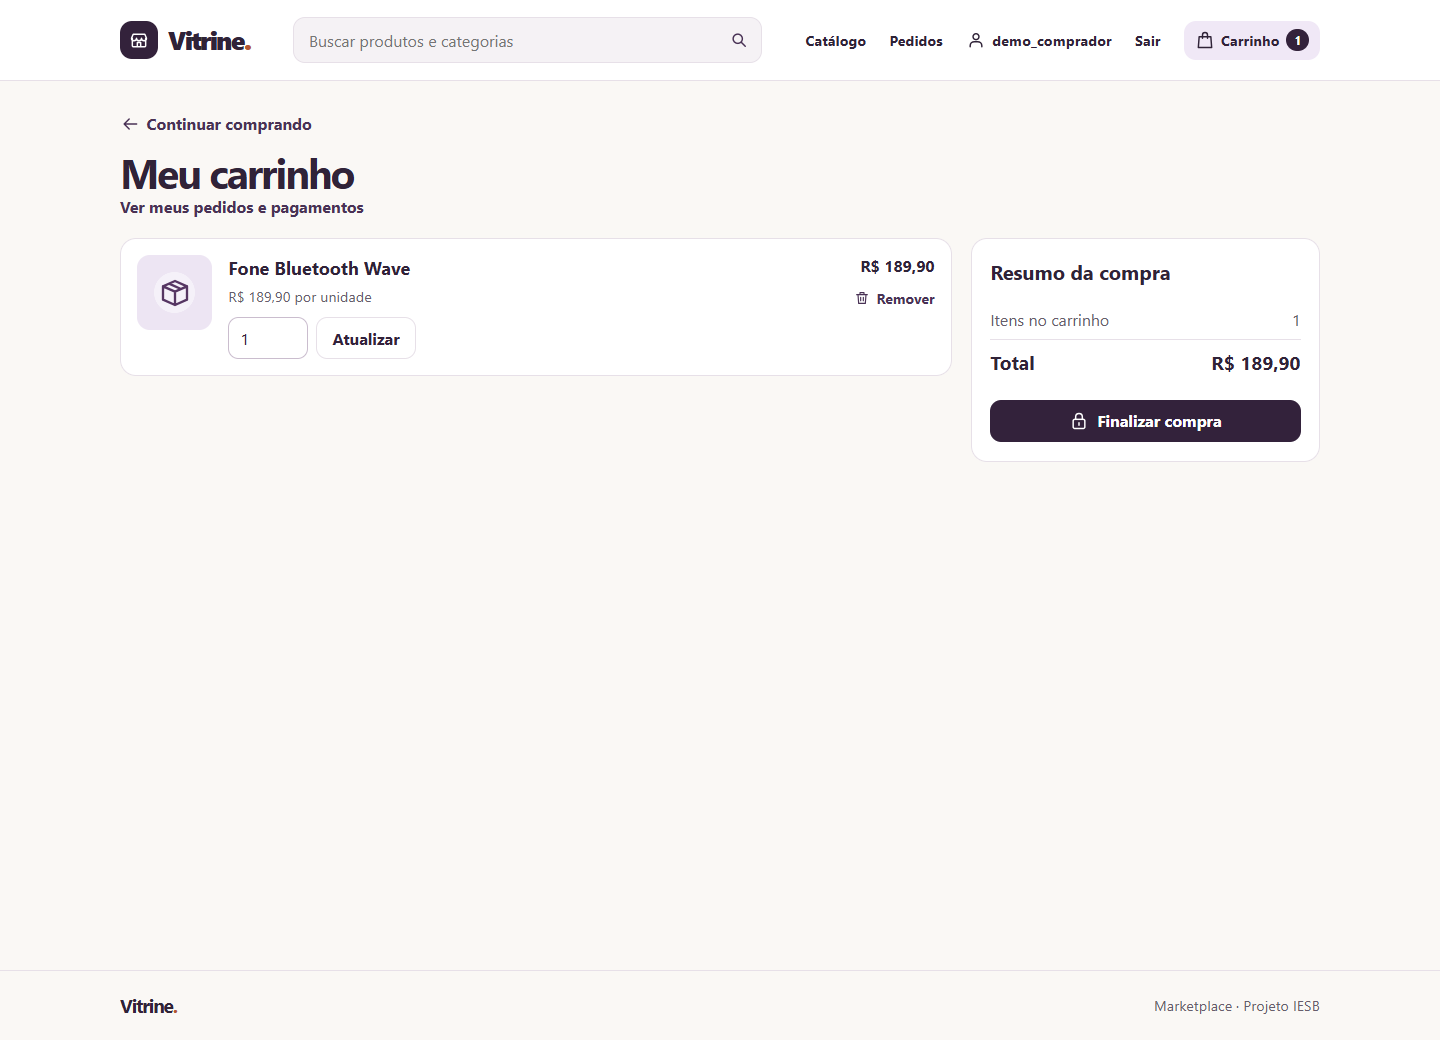 Vitrine.
Buscar produtos e categorias
Catálogo
Pedidos
demo_comprador
Sair
Carrinho 1
Continuar comprando
Meu carrinho
Ver meus pedidos e pagamentos
Fone Bluetooth Wave
R$ 189,90 por unidade
1
Atualizar
R$ 189,90
Remover
Resumo da compra
Itens no carrinho 1
Total R$ 189,90
Finalizar compra
Vitrine.
Marketplace · Projeto IESB